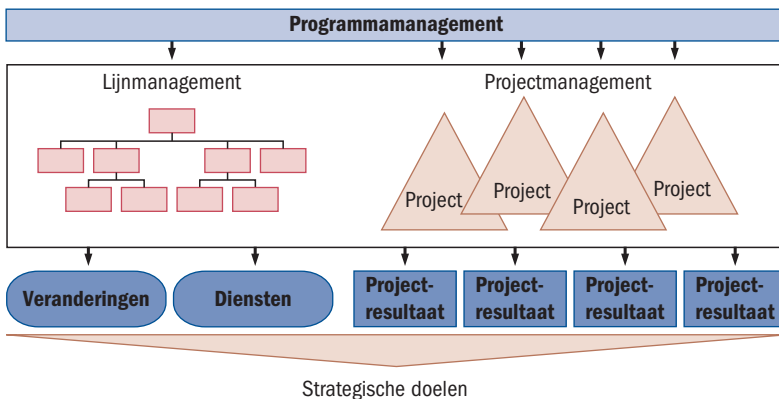 Programmamanagement
Lijnmanagement
Projectmanagement
Project
Project
Project
Project
Veranderingen
Diensten
Project-
resultaat
Project-
resultaat
Project-
resultaat
Project-
resultaat
Strategische doelen